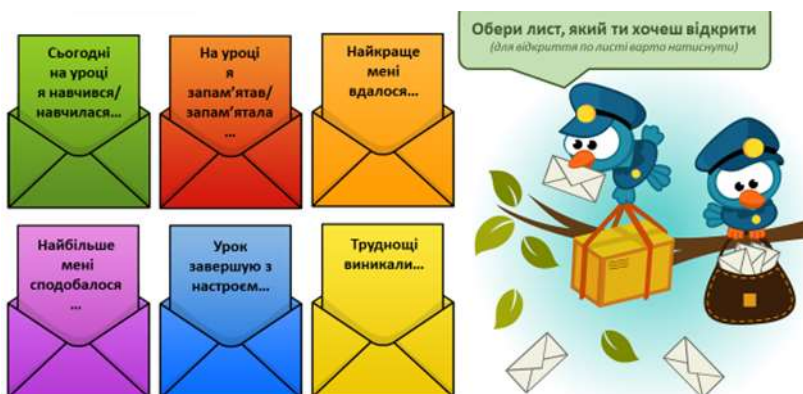 Сьогодні
на уроці
я навчився/
навчилася...
На уроці
я
запам'ятав/
запам'ятала
...
Найкраще
мені
вдалося...
Найбільше
мені
сподобалося
...
Урок
завершую з
настроєм...
Труднощі
виникали...
Обери лист, який ти хочеш відкрити
(для відкриття по листі варто натиснути)